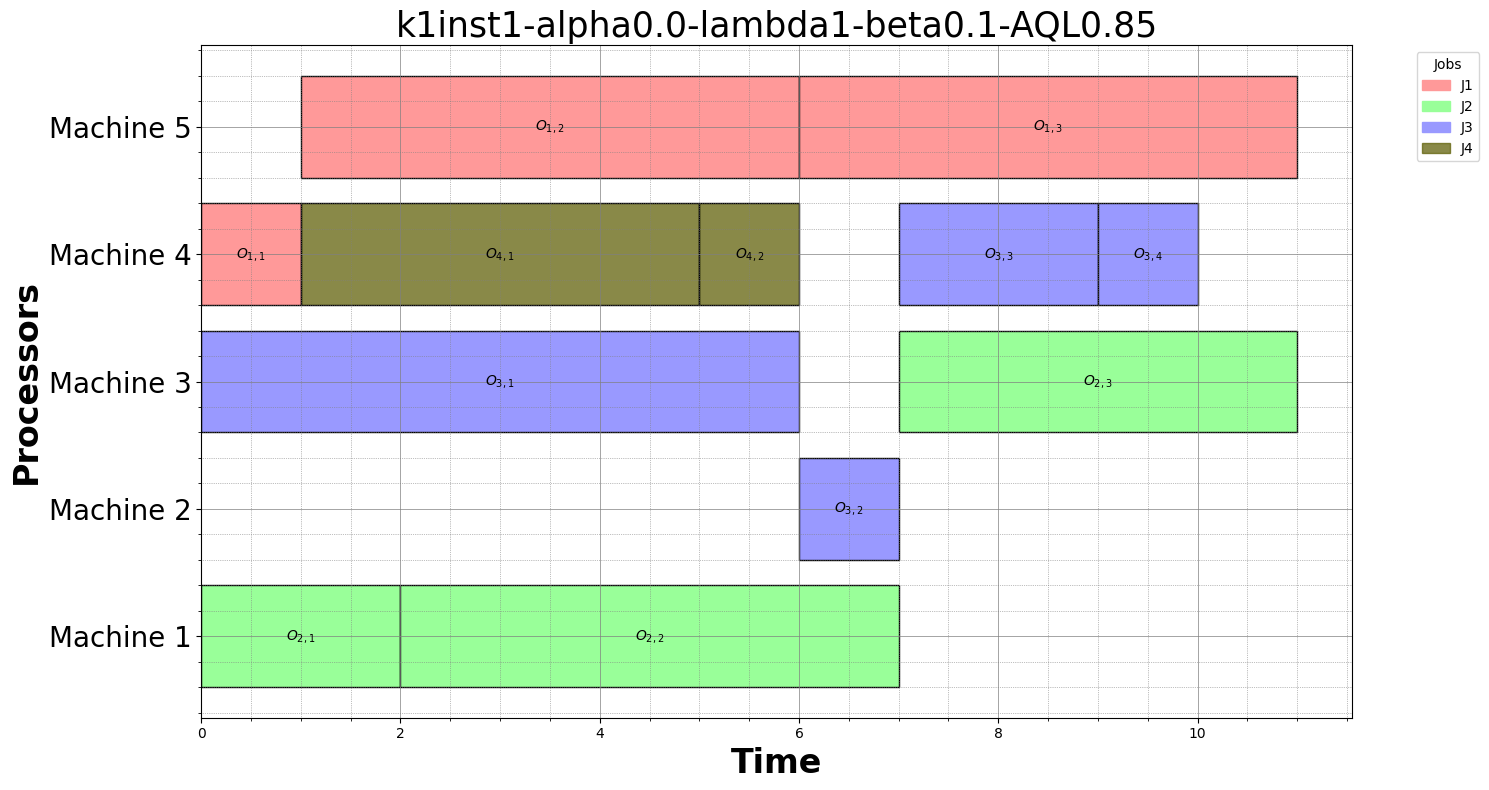 k1inst1-alpha0.0-lambda1-beta0.1-AQL0.85
Jobs
J1
J2
J3
J4
Machine 5
O1,2
O1,3
Machine 4
O1,1
O4,1
O4,2
O3,3
O3,4
Machine 3
O3,1
O2,3
Machine 2
O3,2
Machine 1
O2,1
O2,2
Processors
0 2 4 6 8 10
Time